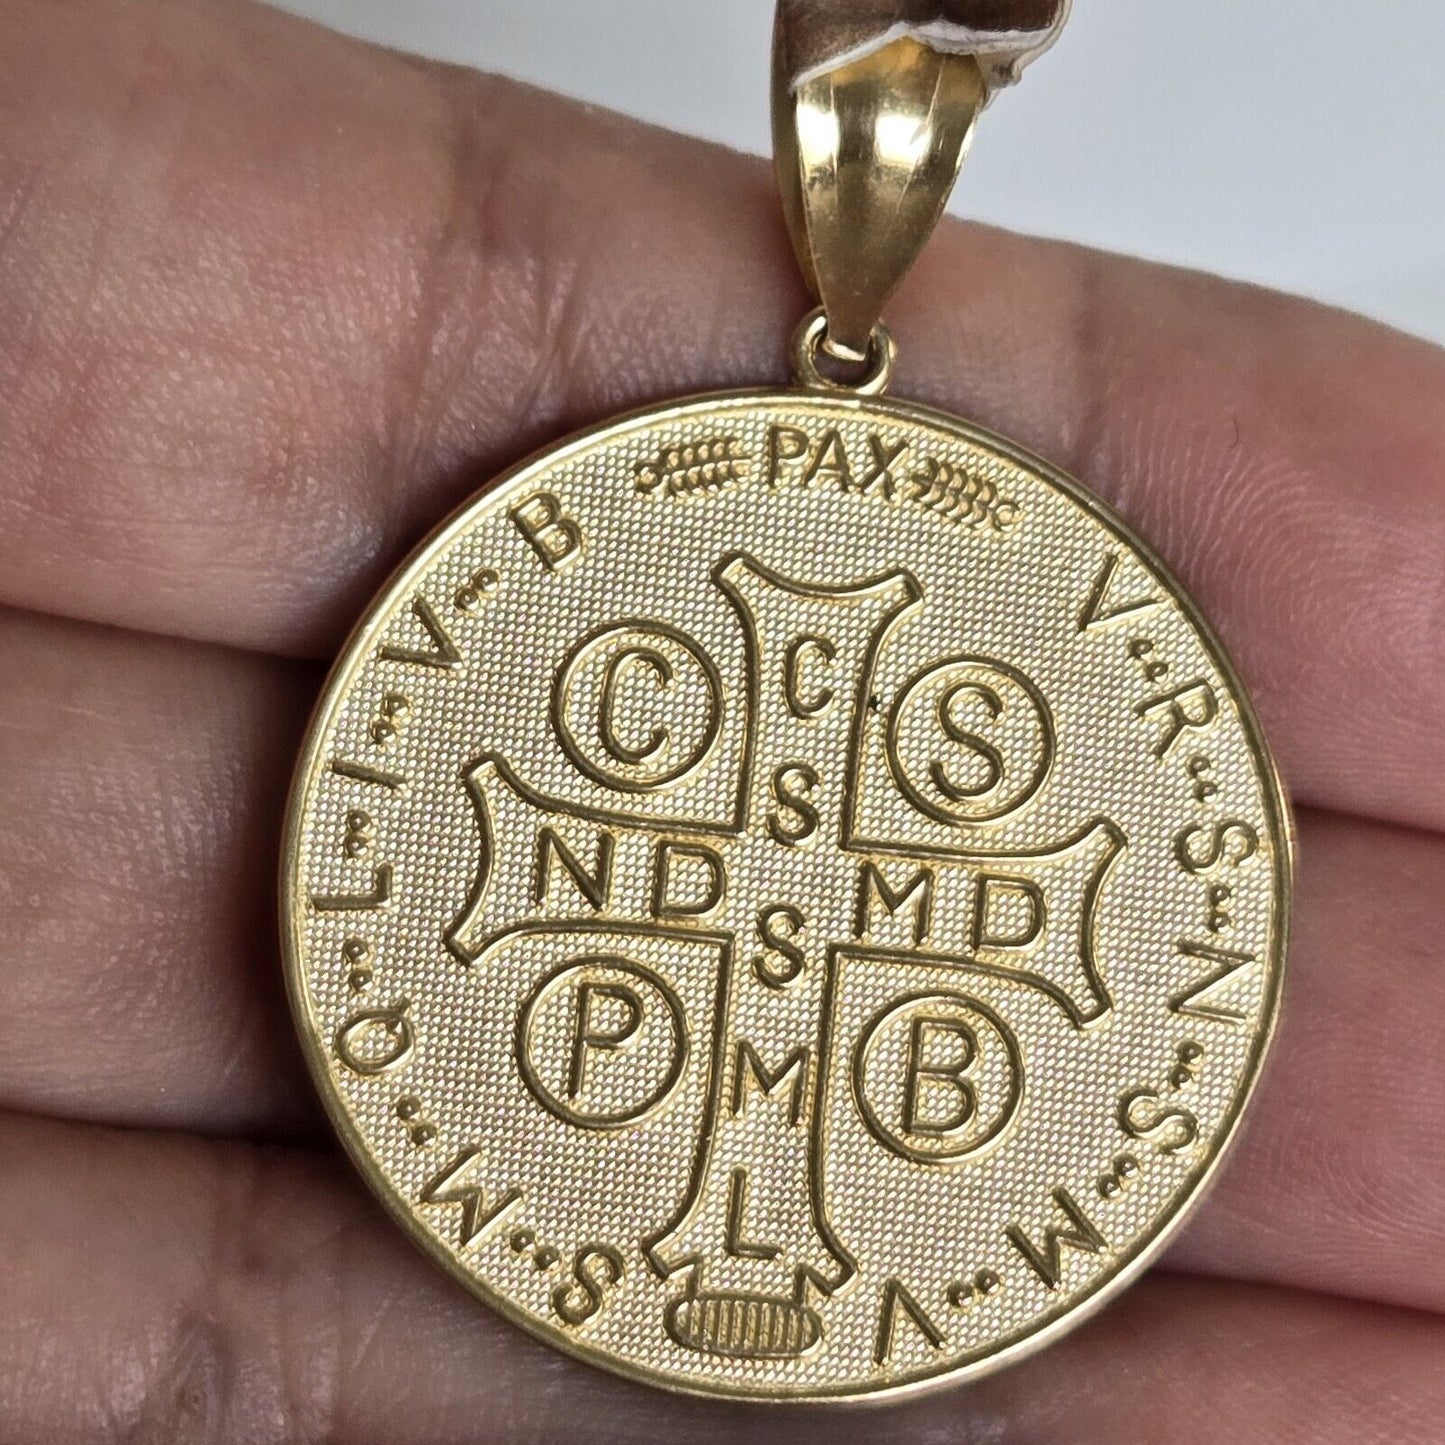 PAX
V R S N S M V
S M Q L I V B
C S
P B
C
S
N D S M D
M
L